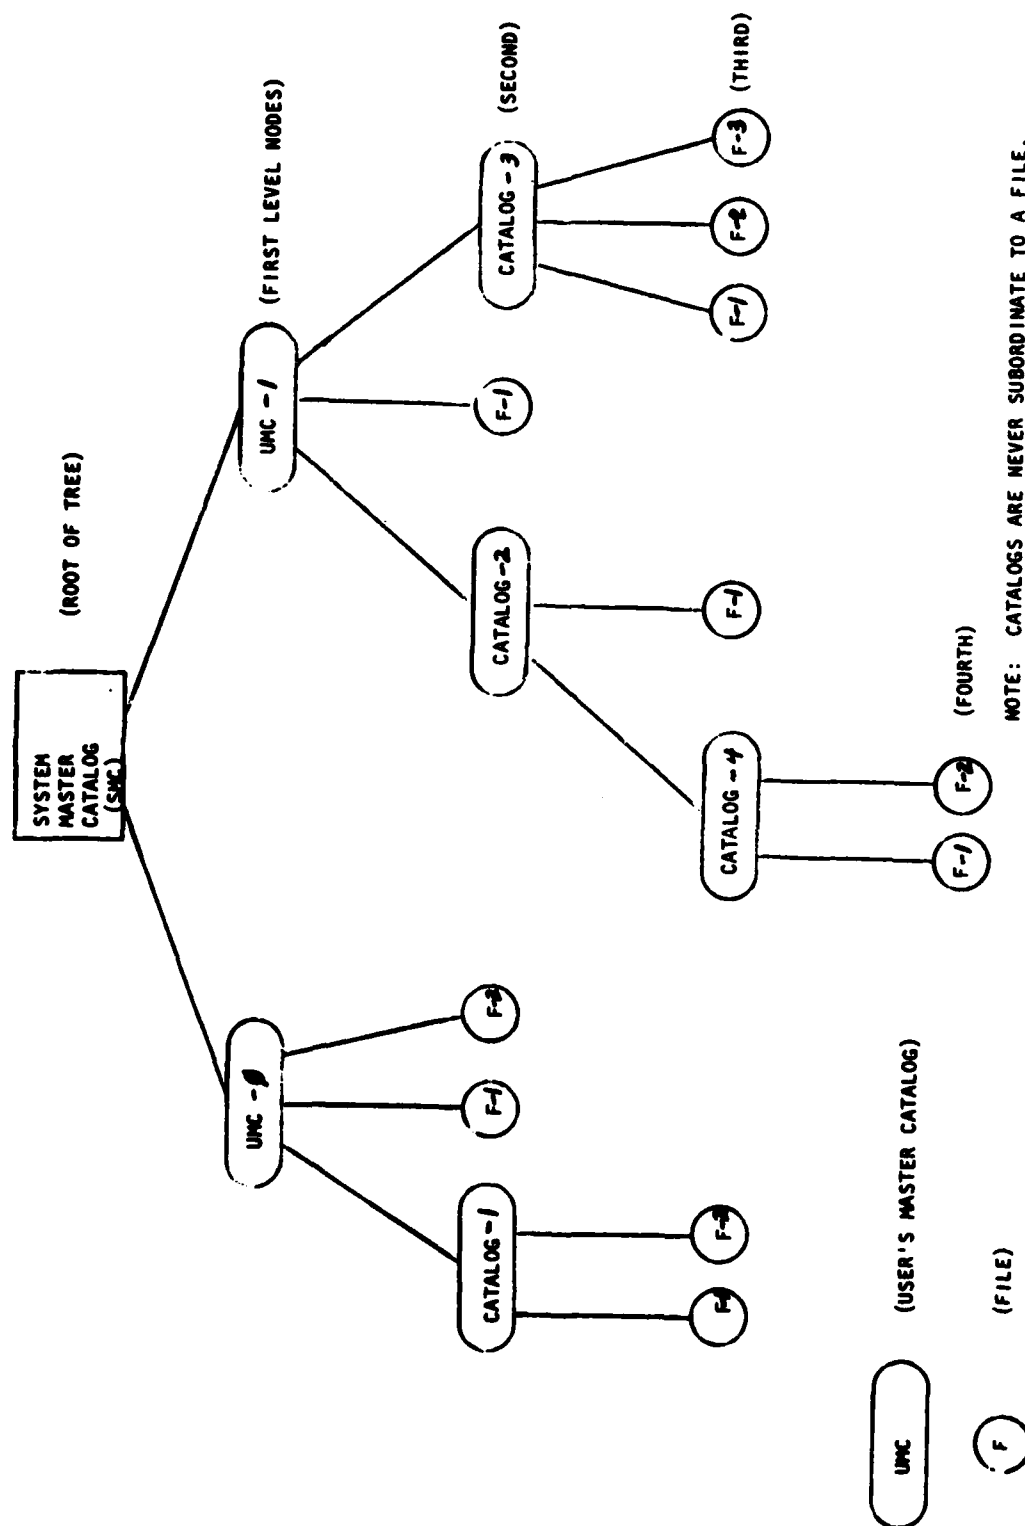 SYSTEM
MASTER
CATALOG
(SMC)
(ROOT OF TREE)
UMC -
UMC - 1
(FIRST LEVEL NODES)
CATALOG - 1
F-1
F-2
CATALOG - 2
F-1
CATALOG - 3
(SECOND)
F-2
CATALOG - 4
F-1
F-1
F-2
F-3
(THIRD)
F-1
F-2
(FOURTH)
NOTE: CATALOGS ARE NEVER SUBORDINATE TO A FILE.
UMC
(USER'S MASTER CATALOG)
F
(FILE)